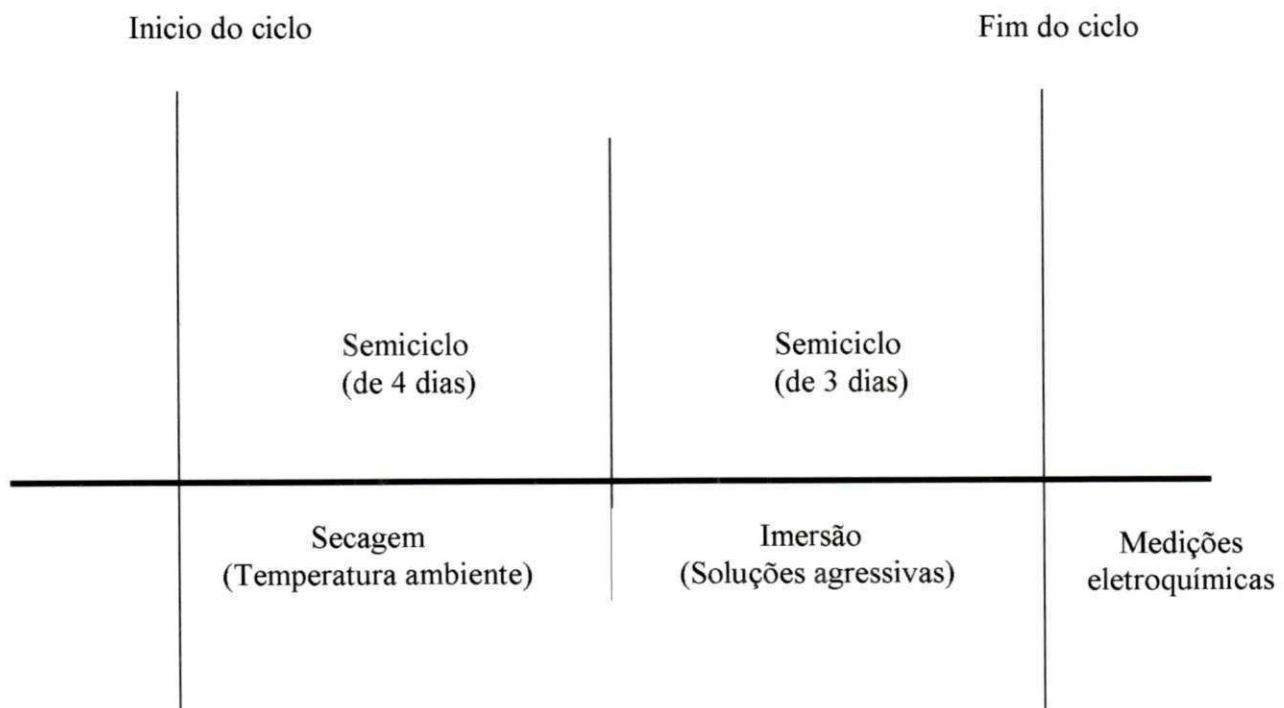 Inicio do ciclo
Fim do ciclo
Semiciclo
(de 4 dias)
Semiciclo
(de 3 dias)
Secagem
(Temperatura ambiente)
Imersão
(Soluções agressivas)
Medições
eletroquímicas